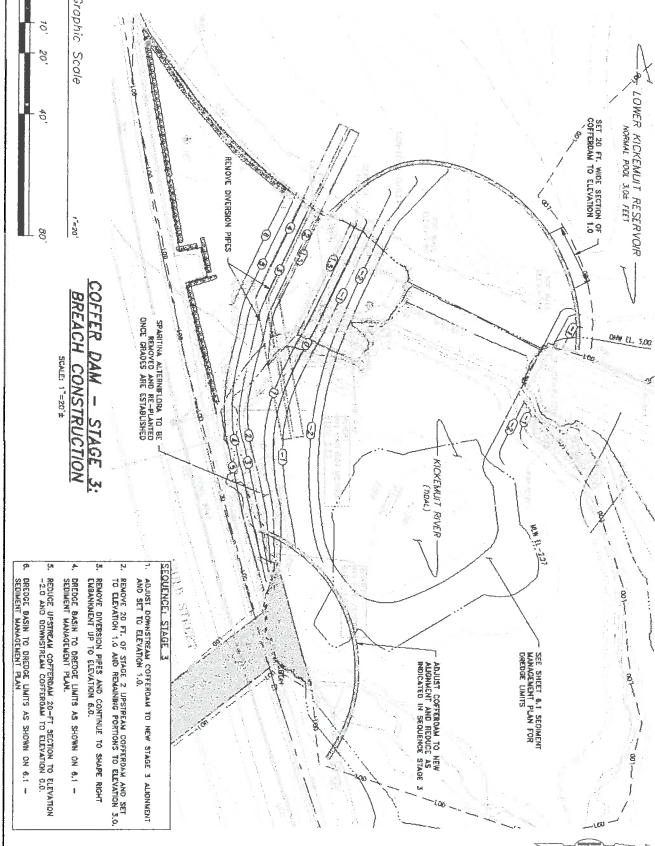 LOWER KICKEMUIT RESERVOIR
NORMAL POOL 3.0± FEET
SET 20 FT. WIDE SECTION OF
COFFERDAM TO ELEVATION 1.0
OHW EL. 5.00
REMOVE DIVERSION PIPES
KICKEMUIT RIVER
(TIDAL)
SEE SHEET 6.1 SEDIMENT
MANAGEMENT PLAN FOR
DREDGE LIMITS
ADJUST COFFERDAM TO NEW
ALIGNMENT AND REDUCE AS
INDICATED IN SEQUENCE STAGE 3
SPARITINA ALTERNIFLORA TO BE
REMOVED AND RE-PLANTED
ONCE GRADES ARE ESTABLISHED
Graphic Scale
10'
20'
40'
80'
1"=20'
COFFER DAM - STAGE 3:
BREACH CONSTRUCTION
SCALE: 1"=20'±
SEQUENCE: STAGE 3
1. ADJUST DOWNSTREAM COFFERDAM TO NEW STAGE 3 ALIGNMENT
AND SET TO ELEVATION 1.0.
2. REMOVE 20 FT. OF STAGE 2 UPSTREAM COFFERDAM AND SET
TO ELEVATION 1.0 AND REMAINING PORTIONS TO ELEVATION 3.0.
3. REMOVE DIVERSION PIPES AND CONTINUE TO SHAPE RIGHT
EMBANKMENT UP TO ELEVATION 6.0.
4. DREDGE BASIN TO DREDGE LIMITS AS SHOWN ON 6.1 -
SEDIMENT MANAGEMENT PLAN.
5. REDUCE UPSTREAM COFFERDAM 20-FT SECTION TO ELEVATION
-2.0 AND DOWNSTREAM COFFERDAM TO ELEVATION 0.0.
6. DREDGE BASIN TO DREDGE LIMITS AS SHOWN ON 6.1 -
SEDIMENT MANAGEMENT PLAN.